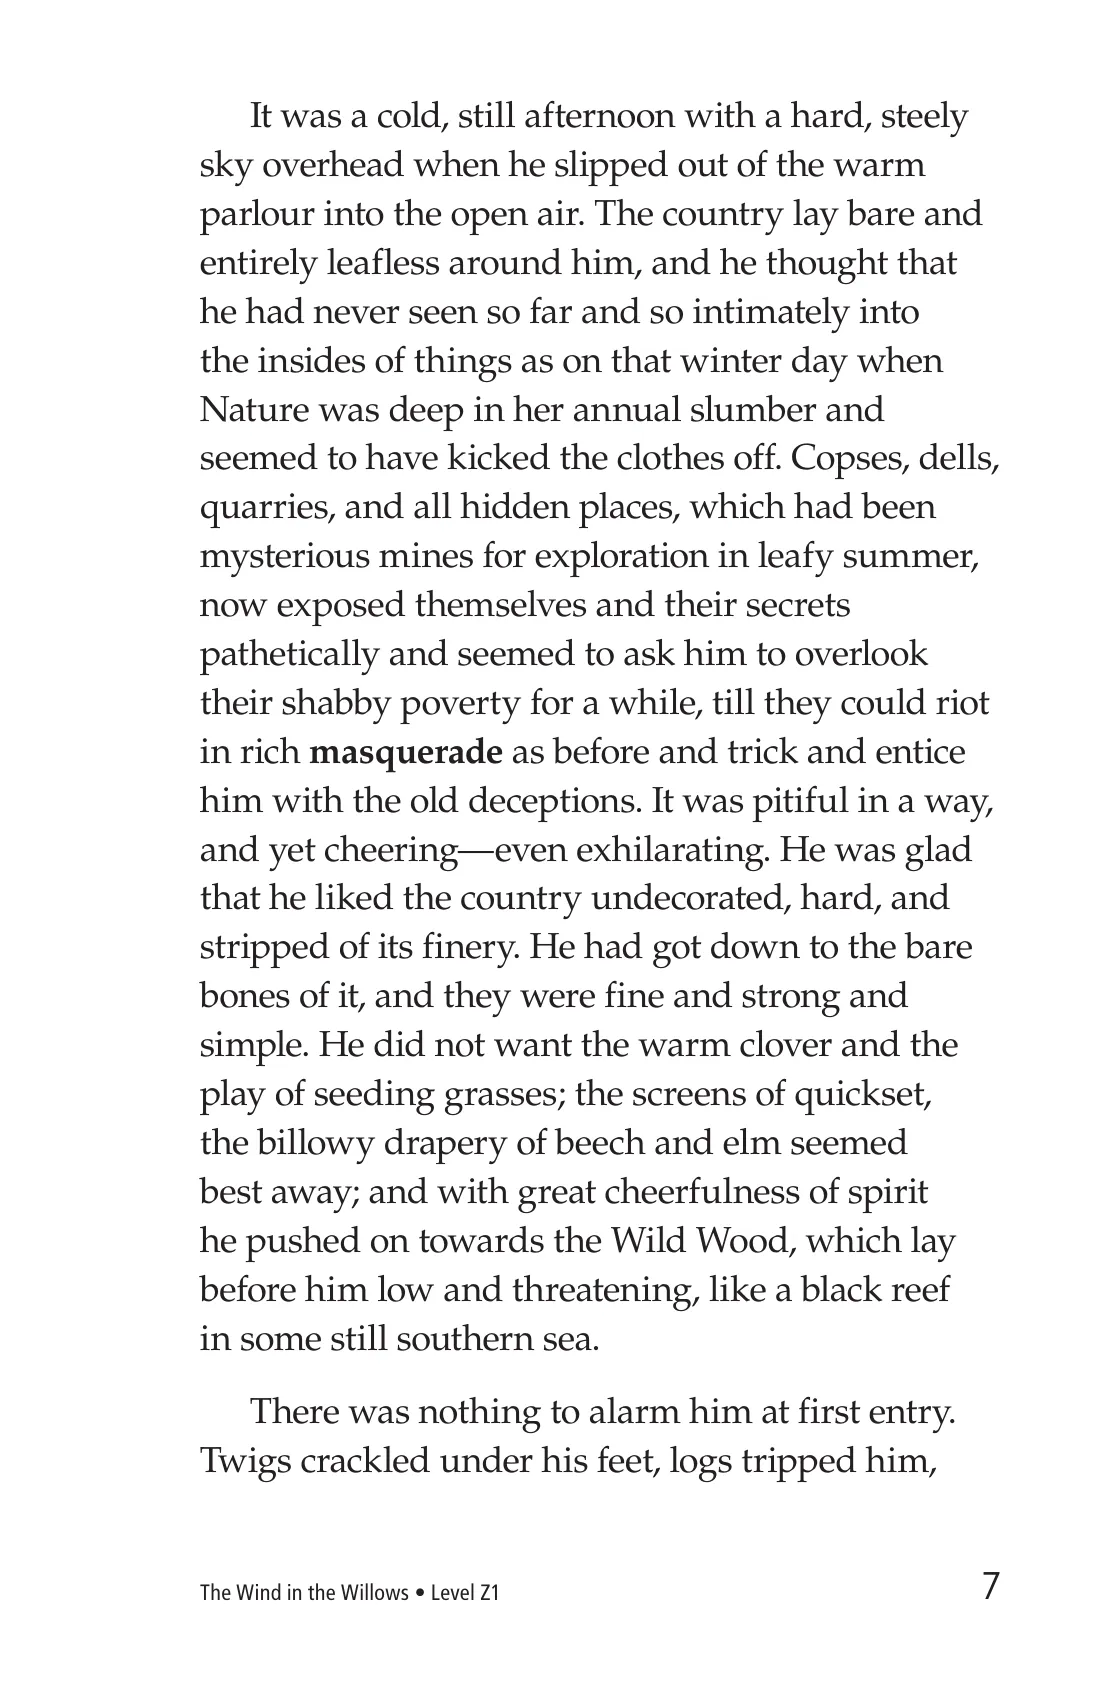 It was a cold, still afternoon with a hard, steely
sky overhead when he slipped out of the warm
parlour into the open air. The country lay bare and
entirely leafless around him, and he thought that
he had never seen so far and so intimately into
the insides of things as on that winter day when
Nature was deep in her annual slumber and
seemed to have kicked the clothes off. Copses, dells,
quarries, and all hidden places, which had been
mysterious mines for exploration in leafy summer,
now exposed themselves and their secrets
pathetically and seemed to ask him to overlook
their shabby poverty for a while, till they could riot
in rich masquerade as before and trick and entice
him with the old deceptions. It was pitiful in a way,
and yet cheering—even exhilarating. He was glad
that he liked the country undecorated, hard, and
stripped of its finery. He had got down to the bare
bones of it, and they were fine and strong and
simple. He did not want the warm clover and the
play of seeding grasses; the screens of quickset,
the billowy drapery of beech and elm seemed
best away; and with great cheerfulness of spirit
he pushed on towards the Wild Wood, which lay
before him low and threatening, like a black reef
in some still southern sea.
There was nothing to alarm him at first entry.
Twigs crackled under his feet, logs tripped him,
The Wind in the Willows • Level Z1 7